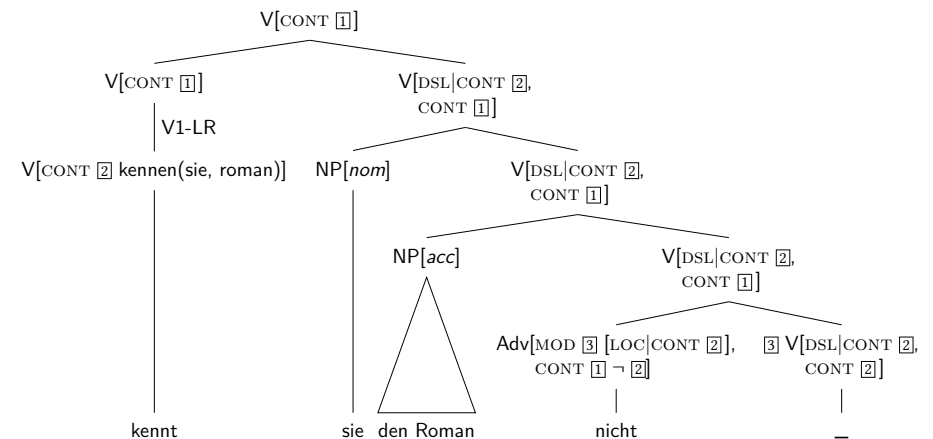 V[CONT 1]
V[CONT 1] V[DSL|CONT 2,
CONT 1]
V1-LR
V[CONT 2 kennen(sie, roman)] NP[nom] V[DSL|CONT 2,
CONT 1]
NP[acc] V[DSL|CONT 2,
CONT 1]
Adv[MOD 3 [LOC|CONT 2], 3 V[DSL|CONT 2,
CONT 1 ¬ 2] CONT 2]
kennt sie den Roman nicht _